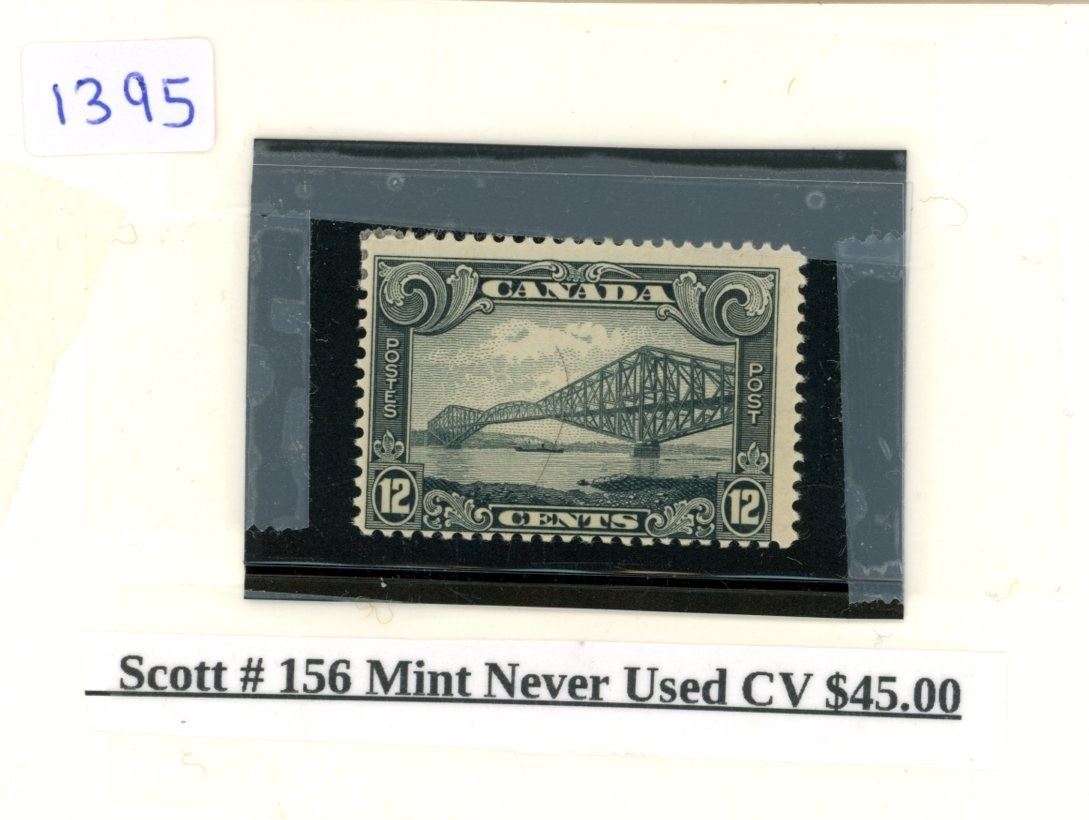 1395
CANADA
POSTES
POST
12
CENTS
12
Scott # 156 Mint Never Used CV $45.00